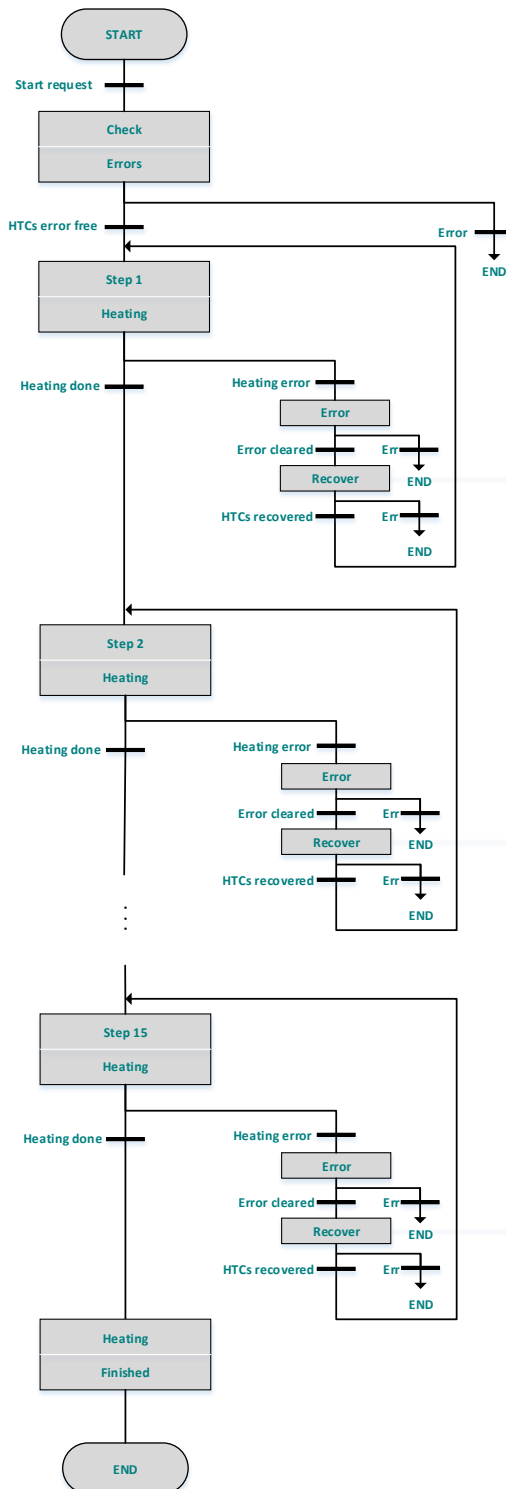 START
Start request
Check
Errors
HTCs error free
Error
END
Step 1
Heating
Heating done
Heating error
Error
Error cleared
Err
Recover
END
HTCs recovered
Err
END
Step 2
Heating
Heating done
Heating error
Error
Error cleared
Err
Recover
END
HTCs recovered
Err
END
Step 15
Heating
Heating done
Heating error
Error
Error cleared
Err
Recover
END
HTCs recovered
Err
END
Heating
Finished
END